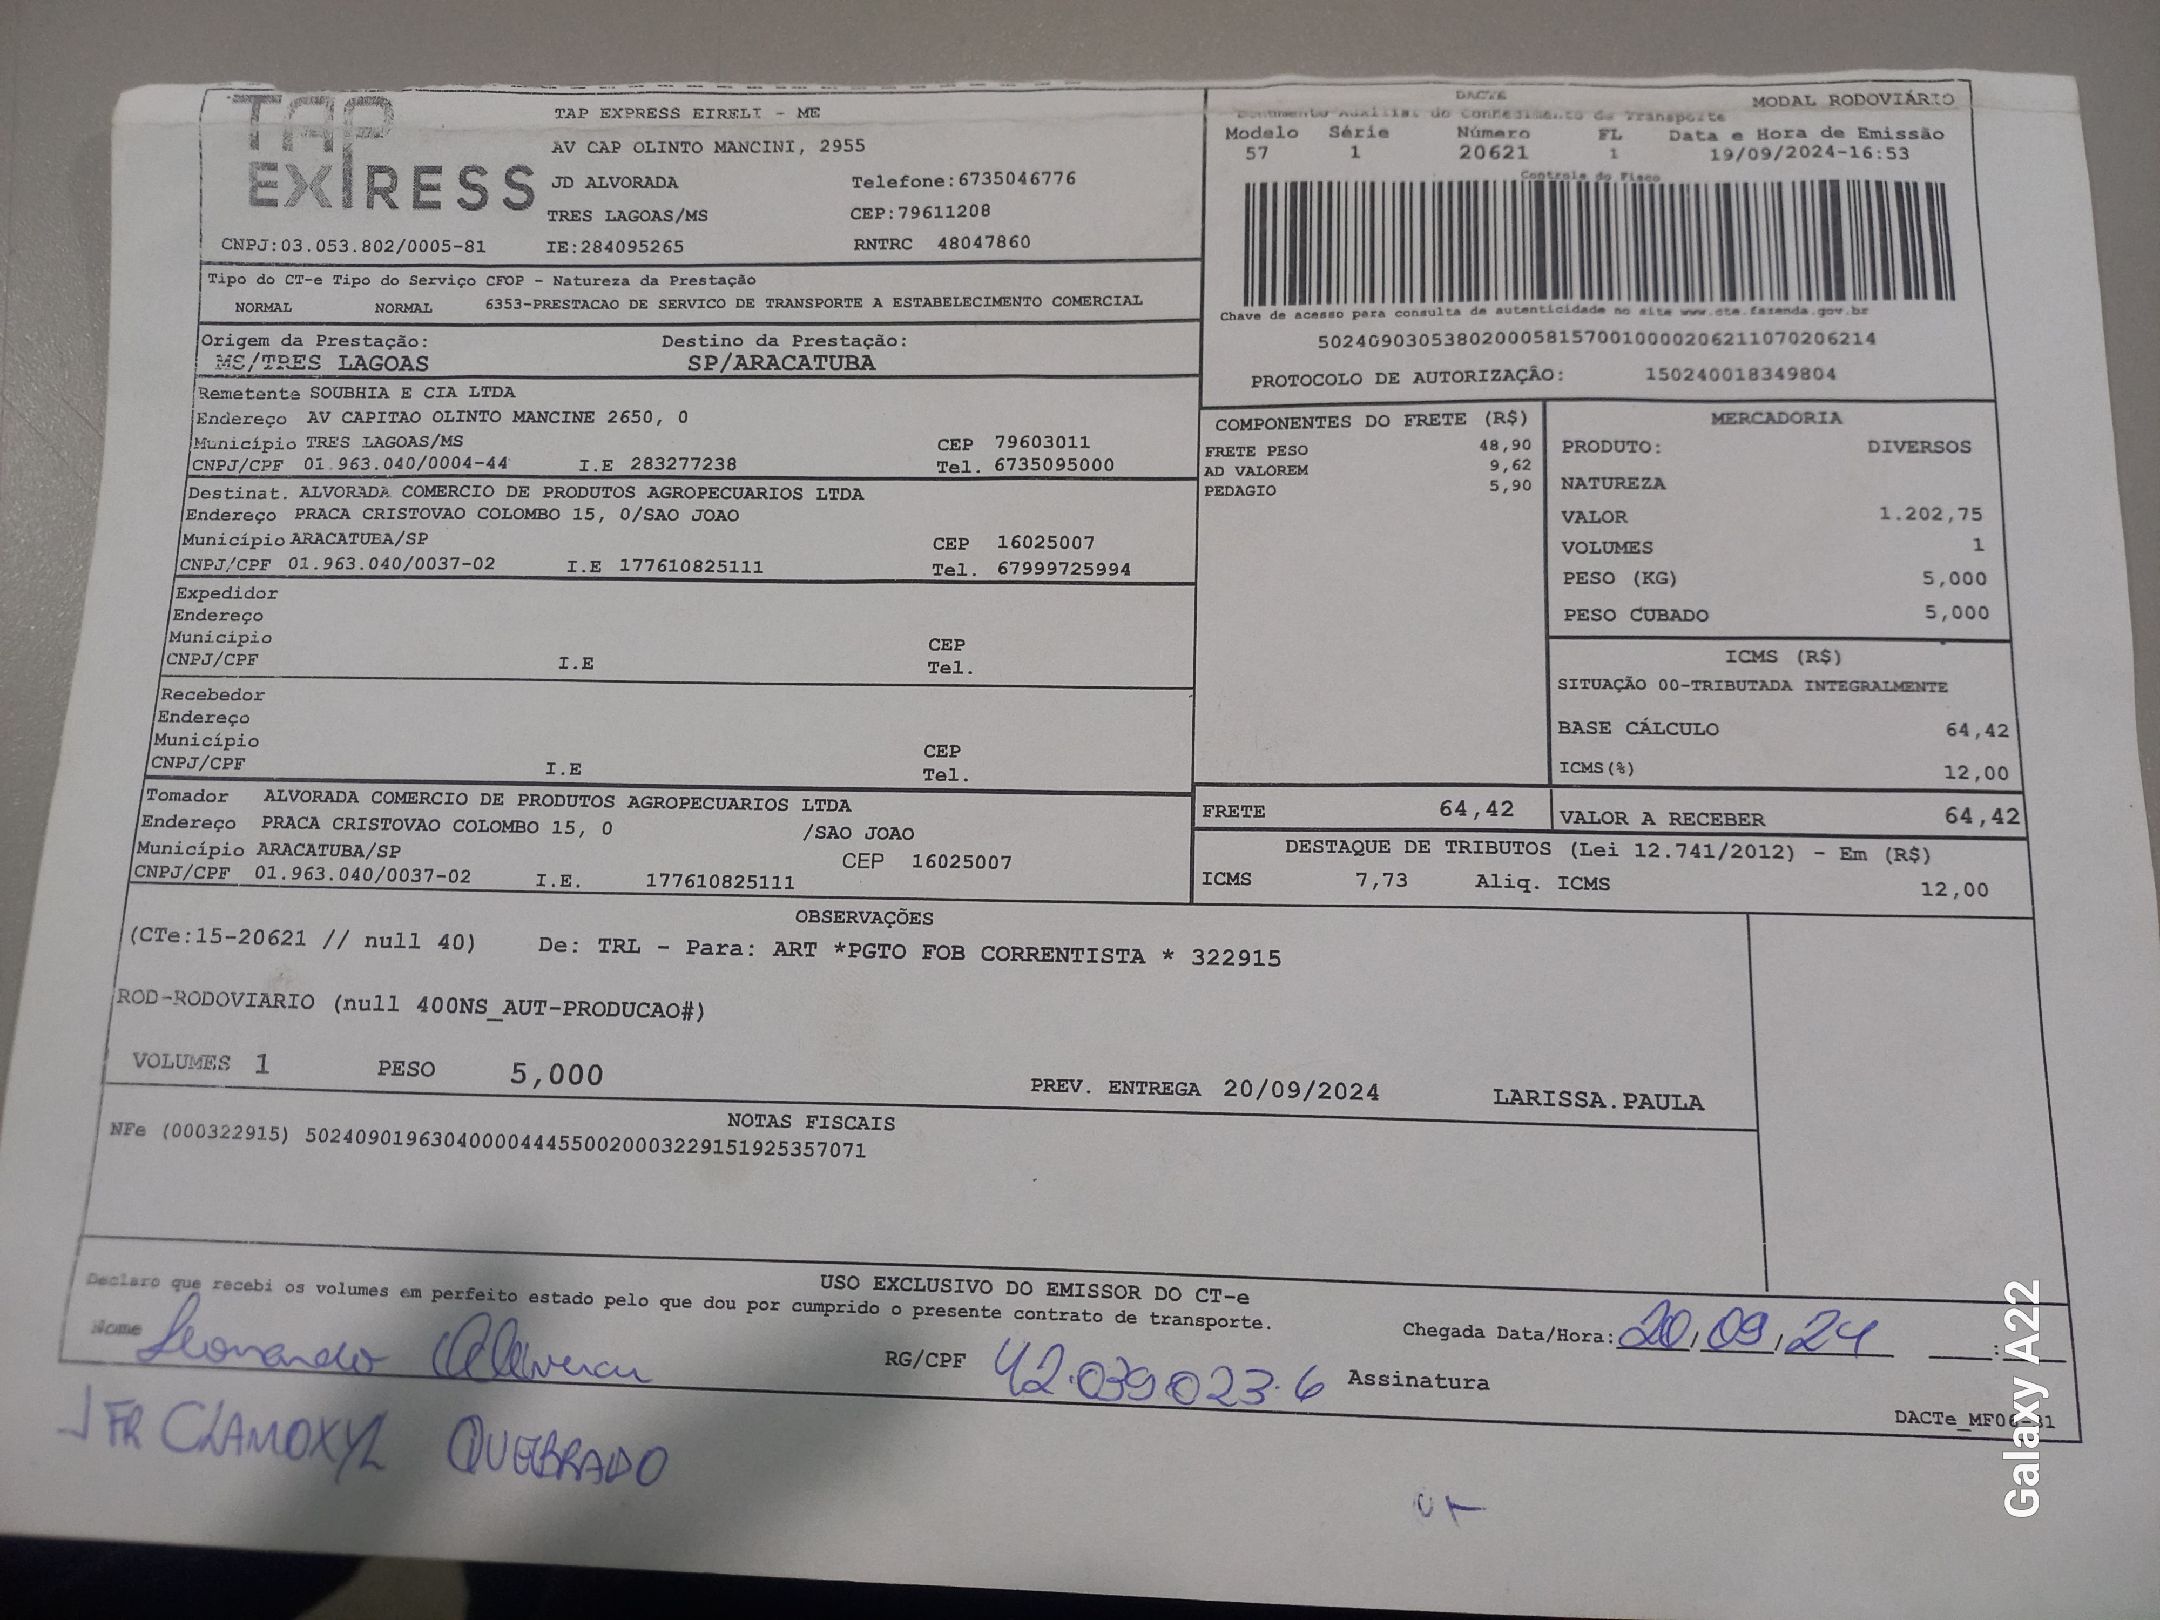 TAP EXPRESS
TAP EXPRESS EIRELI - ME
AV CAP OLINTO MANCINI, 2955
JD ALVORADA Telefone:6735046776
TRES LAGOAS/MS CEP:79611208
CNPJ:03.053.802/0005-81 IE:284095265 RNTRC 48047860
DACTE MODAL RODOVIÁRIO
Documento Auxiliar do Conhecimento de Transporte
Modelo Série Número FL Data e Hora de Emissão
57 1 20621 1 19/09/2024-16:53
Controle do Fisco
Chave de acesso para consulta de autenticidade no site www.cte.fazenda.gov.br
50240903053802000581570010000206211070206214
PROTOCOLO DE AUTORIZAÇÃO: 150240018349804
Tipo do CT-e Tipo do Serviço CFOP - Natureza da Prestação
NORMAL NORMAL 6353-PRESTACAO DE SERVICO DE TRANSPORTE A ESTABELECIMENTO COMERCIAL
Origem da Prestação: Destino da Prestação:
MS/TRES LAGOAS SP/ARACATUBA
Remetente SOUBHIA E CIA LTDA
Endereço AV CAPITAO OLINTO MANCINE 2650, 0
Município TRES LAGOAS/MS CEP 79603011
CNPJ/CPF 01.963.040/0004-44 I.E 283277238 Tel. 6735095000
Destinat. ALVORADA COMERCIO DE PRODUTOS AGROPECUARIOS LTDA
Endereço PRACA CRISTOVAO COLOMBO 15, 0/SAO JOAO
Município ARACATUBA/SP CEP 16025007
CNPJ/CPF 01.963.040/0037-02 I.E 177610825111 Tel. 67999725994
Expedidor
Endereço
Município CEP
CNPJ/CPF I.E Tel.
Recebedor
Endereço
Município CEP
CNPJ/CPF I.E Tel.
Tomador ALVORADA COMERCIO DE PRODUTOS AGROPECUARIOS LTDA
Endereço PRACA CRISTOVAO COLOMBO 15, 0 /SAO JOAO
Município ARACATUBA/SP CEP 16025007
CNPJ/CPF 01.963.040/0037-02 I.E. 177610825111
COMPONENTES DO FRETE (R$)
FRETE PESO 48,90
AD VALOREM 9,62
PEDAGIO 5,90
MERCADORIA
PRODUTO: DIVERSOS
NATUREZA
VALOR 1.202,75
VOLUMES 1
PESO (KG) 5,000
PESO CUBADO 5,000
ICMS (R$)
SITUAÇÃO 00-TRIBUTADA INTEGRALMENTE
BASE CÁLCULO 64,42
ICMS(%) 12,00
FRETE 64,42 VALOR A RECEBER 64,42
DESTAQUE DE TRIBUTOS (Lei 12.741/2012) - Em (R$)
ICMS 7,73 Aliq. ICMS 12,00
OBSERVAÇÕES
(CTe:15-20621 // null 40) De: TRL - Para: ART *PGTO FOB CORRENTISTA * 322915
ROD-RODOVIARIO (null 400NS_AUT-PRODUCAO#)
VOLUMES 1 PESO 5,000 PREV. ENTREGA 20/09/2024 LARISSA.PAULA
NOTAS FISCAIS
NFe (000322915) 50240901963040000444550020003229151925357071
USO EXCLUSIVO DO EMISSOR DO CT-e
Declaro que recebi os volumes em perfeito estado pelo que dou por cumprido o presente contrato de transporte.
Nome Leonardo Oliveira RG/CPF 42.039.023.6 Assinatura
Chegada Data/Hora: 20/09/24 :
DACTe_MF06-31
1 FR CLAMOXYL QUEBRADO
Galaxy A22